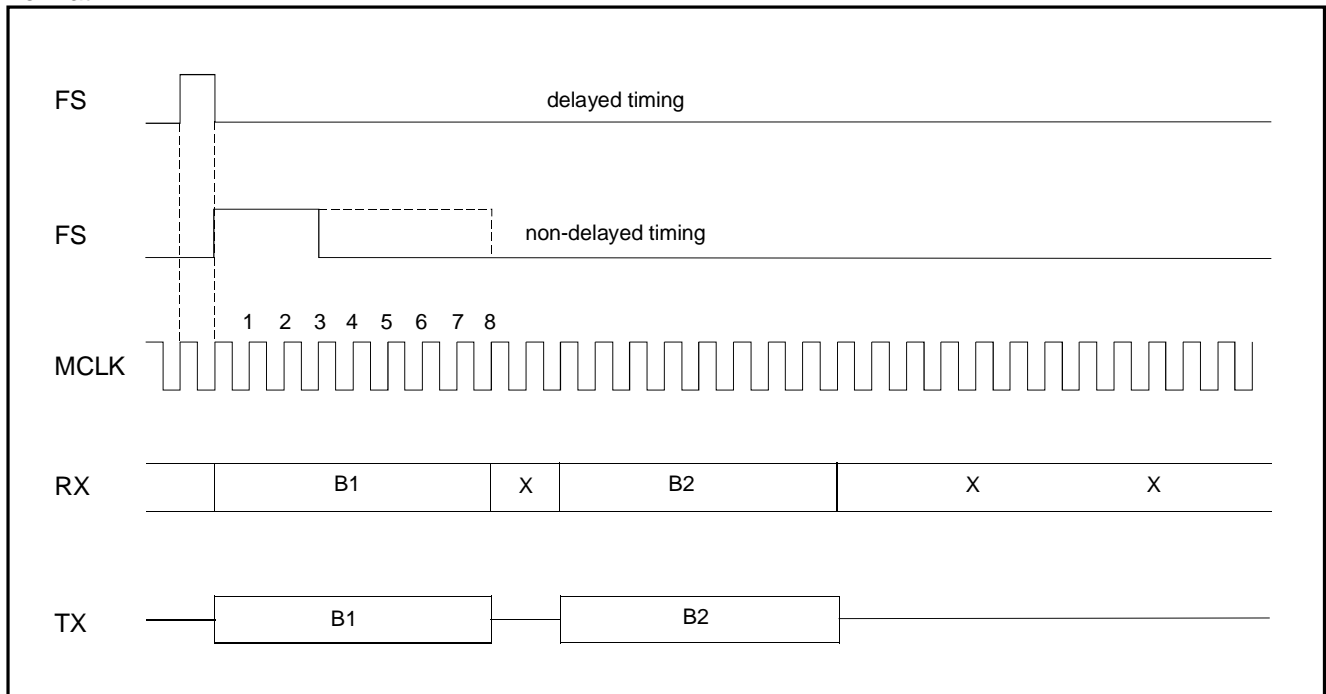 FS
delayed timing
FS
non-delayed timing
1 2 3 4 5 6 7 8
MCLK
RX
B1
X
B2
X
X
TX
B1
B2